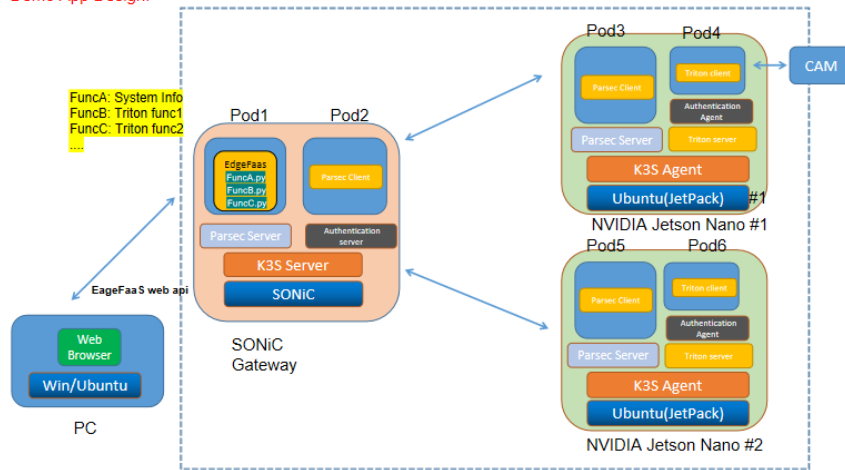 Demo App Design:
FuncA: System Info
FuncB: Triton func1
FuncC: Triton func2
....
Pod1
Pod2
EdgeFaas
FuncA.py
FuncB.py
FuncC.py
Parsec Client
Parsec Server
Authentication
server
K3S Server
SONiC
SONiC
Gateway
EageFaaS web api
Web
Browser
Win/Ubuntu
PC
Pod3
Pod4
Parsec Client
Triton client
Authentication
Agent
Parsec Server
Triton server
K3S Agent
Ubuntu(JetPack)
#1
NVIDIA Jetson Nano #1
CAM
Pod5
Pod6
Parsec Client
Triton client
Authentication
Agent
Parsec Server
Triton server
K3S Agent
Ubuntu(JetPack)
NVIDIA Jetson Nano #2